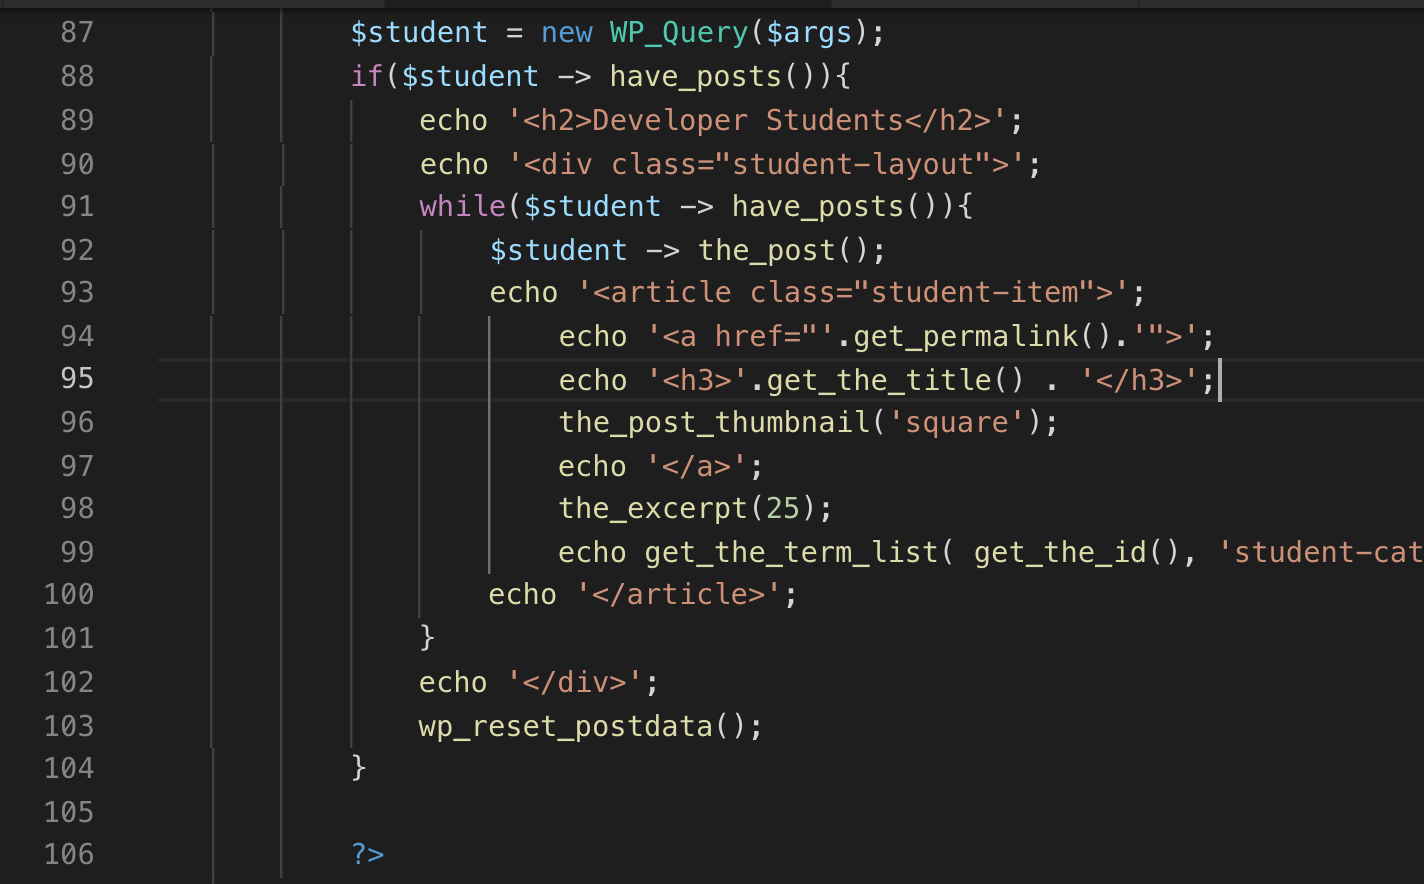 87 $student = new WP_Query($args);
88 if($student -> have_posts()){
89 echo '<h2>Developer Students</h2>';
90 echo '<div class="student-layout">';
91 while($student -> have_posts()){
92 $student -> the_post();
93 echo '<article class="student-item">';
94 echo '<a href="'.get_permalink().'">';
95 echo '<h3>'.get_the_title() . '</h3>';
96 the_post_thumbnail('square');
97 echo '</a>';
98 the_excerpt(25);
99 echo get_the_term_list( get_the_id(), 'student-cat
100 echo '</article>';
101 }
102 echo '</div>';
103 wp_reset_postdata();
104 }
105
106 ?>